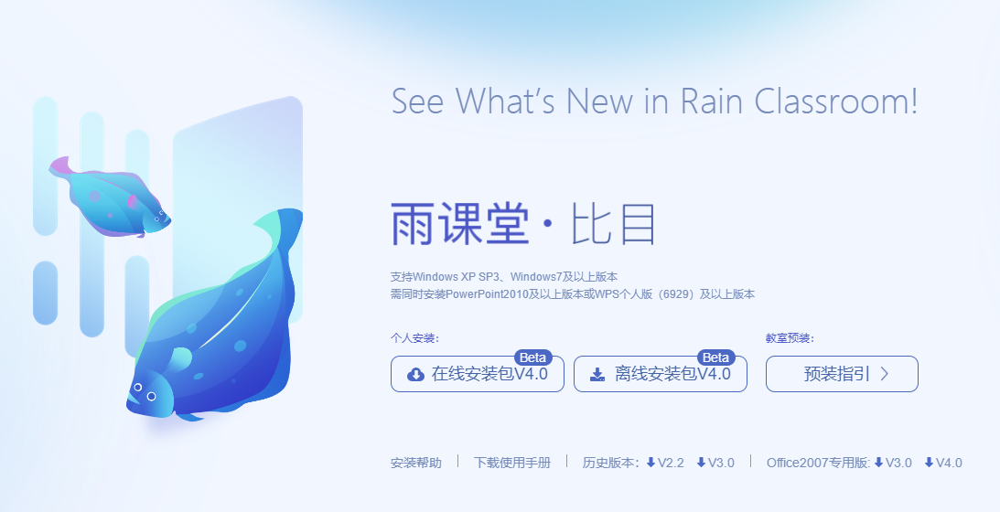 See What's New in Rain Classroom!
雨课堂·比目
支持Windows XP SP3、Windows7及以上版本
需同时安装PowerPoint2010及以上版本或WPS个人版（6929）及以上版本
个人安装： 教室预装：
Beta Beta
在线安装包V4.0 离线安装包V4.0 预装指引
安装帮助 下载使用手册 历史版本： V2.2 V3.0 Office2007专用版: V3.0 V4.0